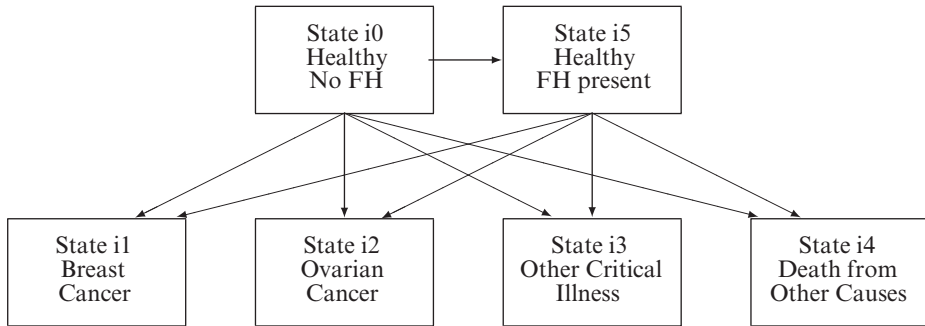 State i0
Healthy
No FH
State i5
Healthy
FH present
State i1
Breast
Cancer
State i2
Ovarian
Cancer
State i3
Other Critical
Illness
State i4
Death from
Other Causes